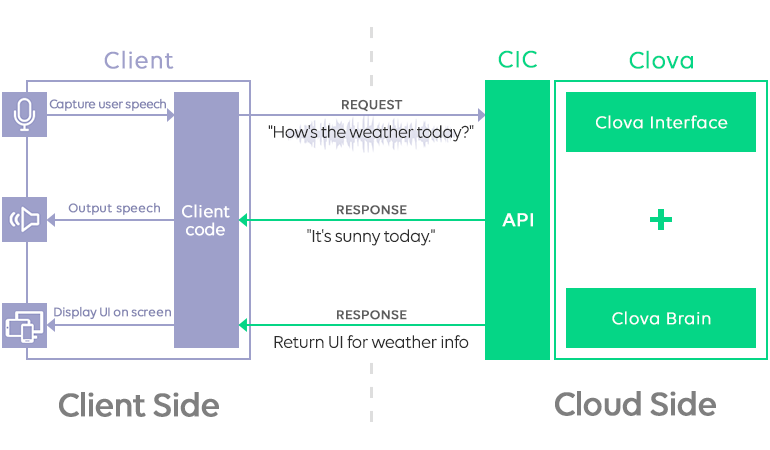 Client
CIC
Clova
Capture user speech
REQUEST
"How's the weather today?"
Clova Interface
Output speech
Client
code
RESPONSE
"It's sunny today."
API
Display UI on screen
RESPONSE
Return UI for weather info
Clova Brain
Client Side
Cloud Side